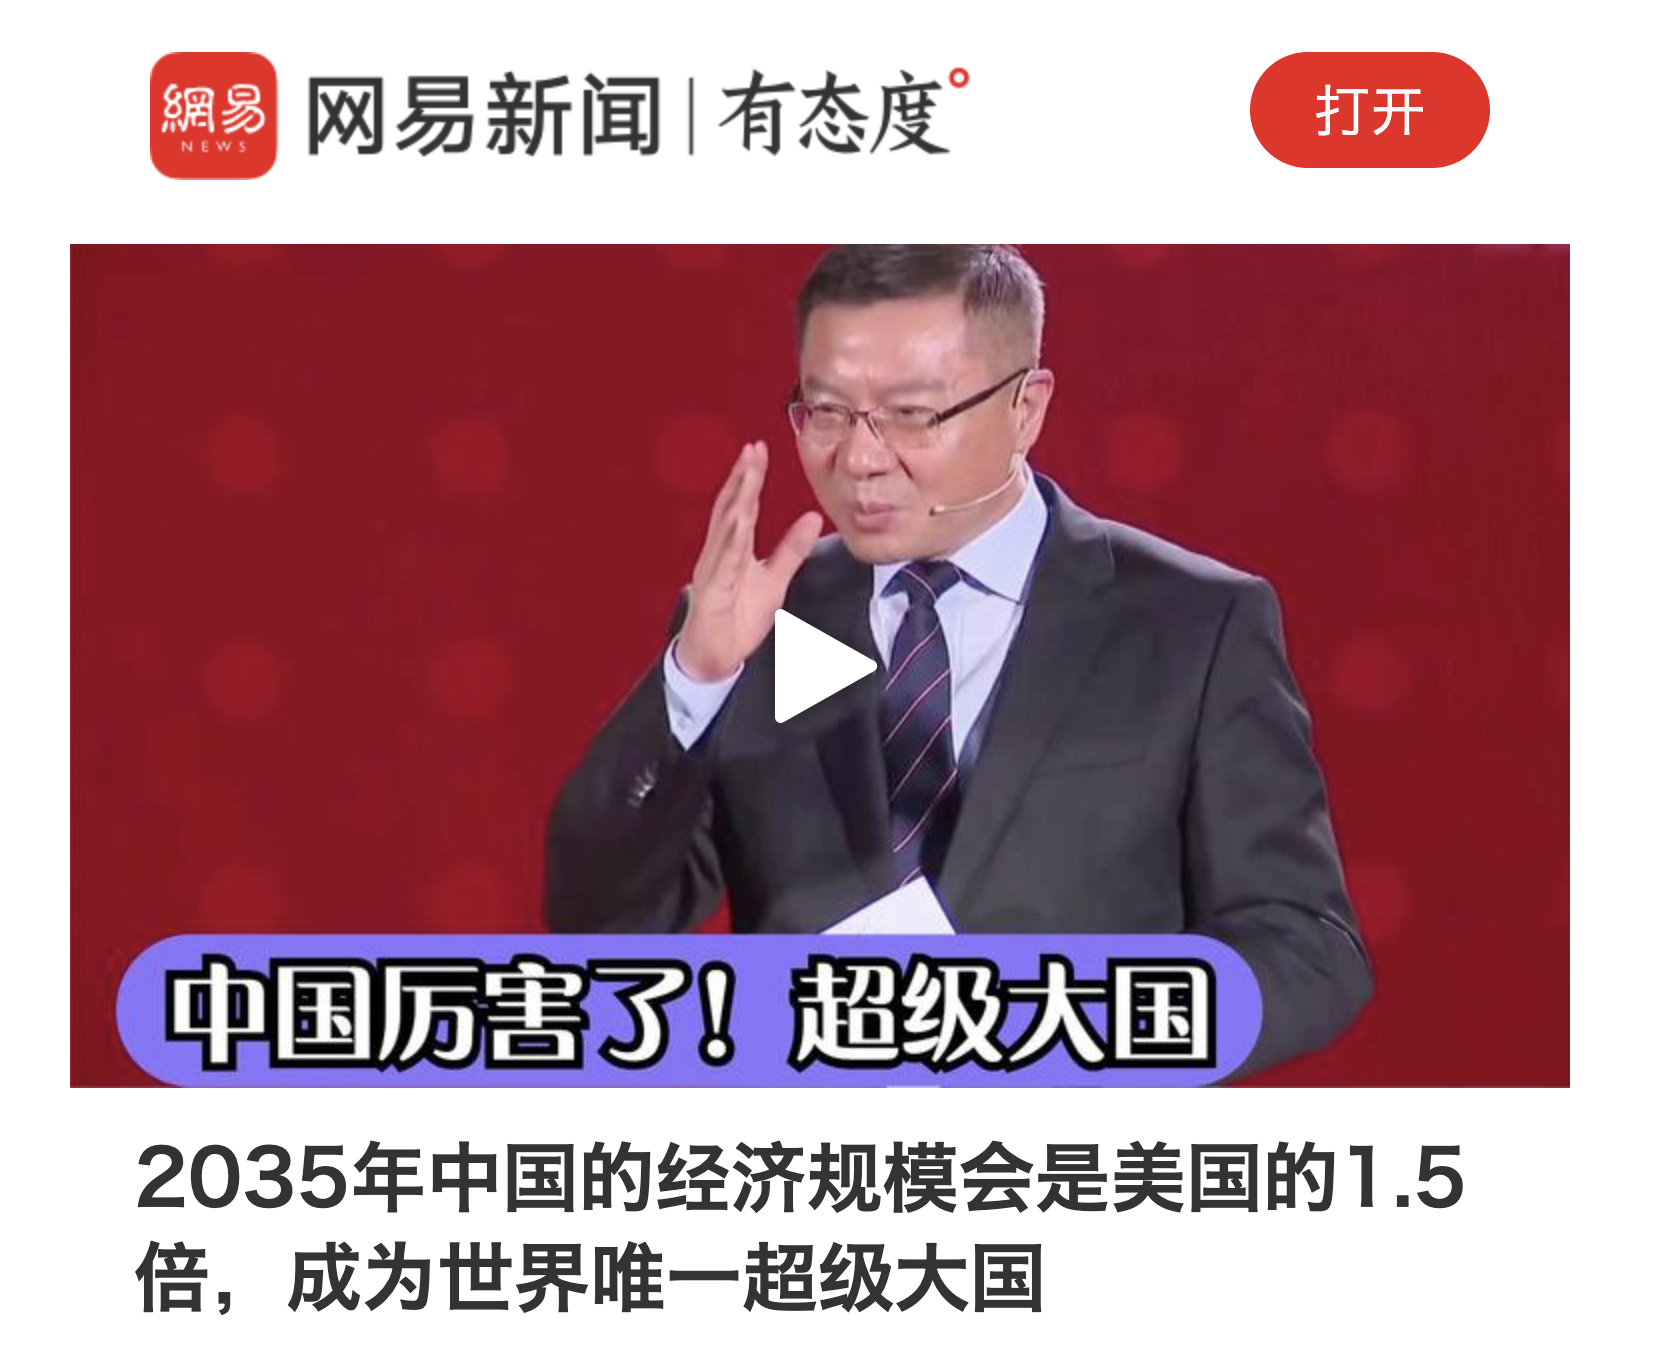 網易
NEWS
网易新闻|有态度°
打开
中国厉害了！超级大国
2035年中国的经济规模会是美国的1.5
倍，成为世界唯一超级大国